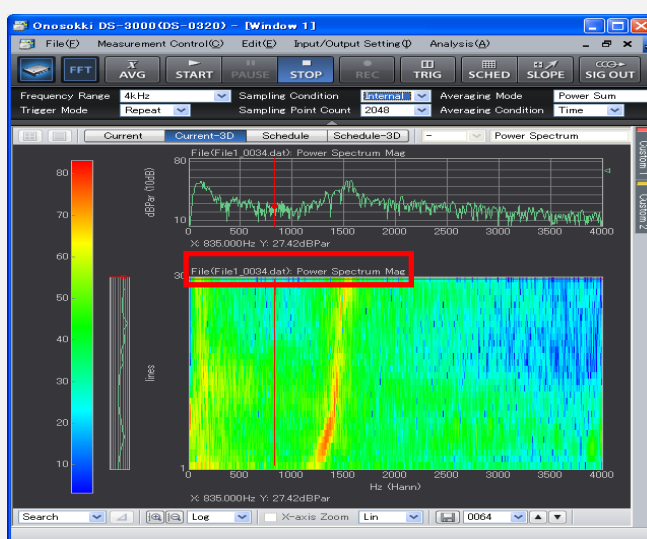 Onosokki DS-3000(DS-0320) - [Window 1]
File(F) Measurement Control(C) Edit(E) Input/Output Setting(I) Analysis(A)
FFT X AVG START PAUSE STOP REC TRIG SCHED SLOPE SIG OUT
Frequency Range 4kHz Sampling Condition Internal Averaging Mode Power Sum
Trigger Mode Repeat Sampling Point Count 2048 Averaging Condition Time
Current Current-3D Schedule Schedule-3D - Power Spectrum
Custom 1
Custom 2
File(File1_0034.dat): Power Spectrum Mag
80
dBPar (10dB)
10
0 500 1000 1500 2000 2500 3000 3500 4000
X: 835.000Hz Y: 27.42dBPar
80
70
60
50
40
30
20
10
File(File1_0034.dat): Power Spectrum Mag
30
lines
1
0 500 1000 1500 2000 2500 3000 3500 4000
Hz (Hann)
X: 835.000Hz Y: 27.42dBPar
Search Log X-axis Zoom Lin 0064